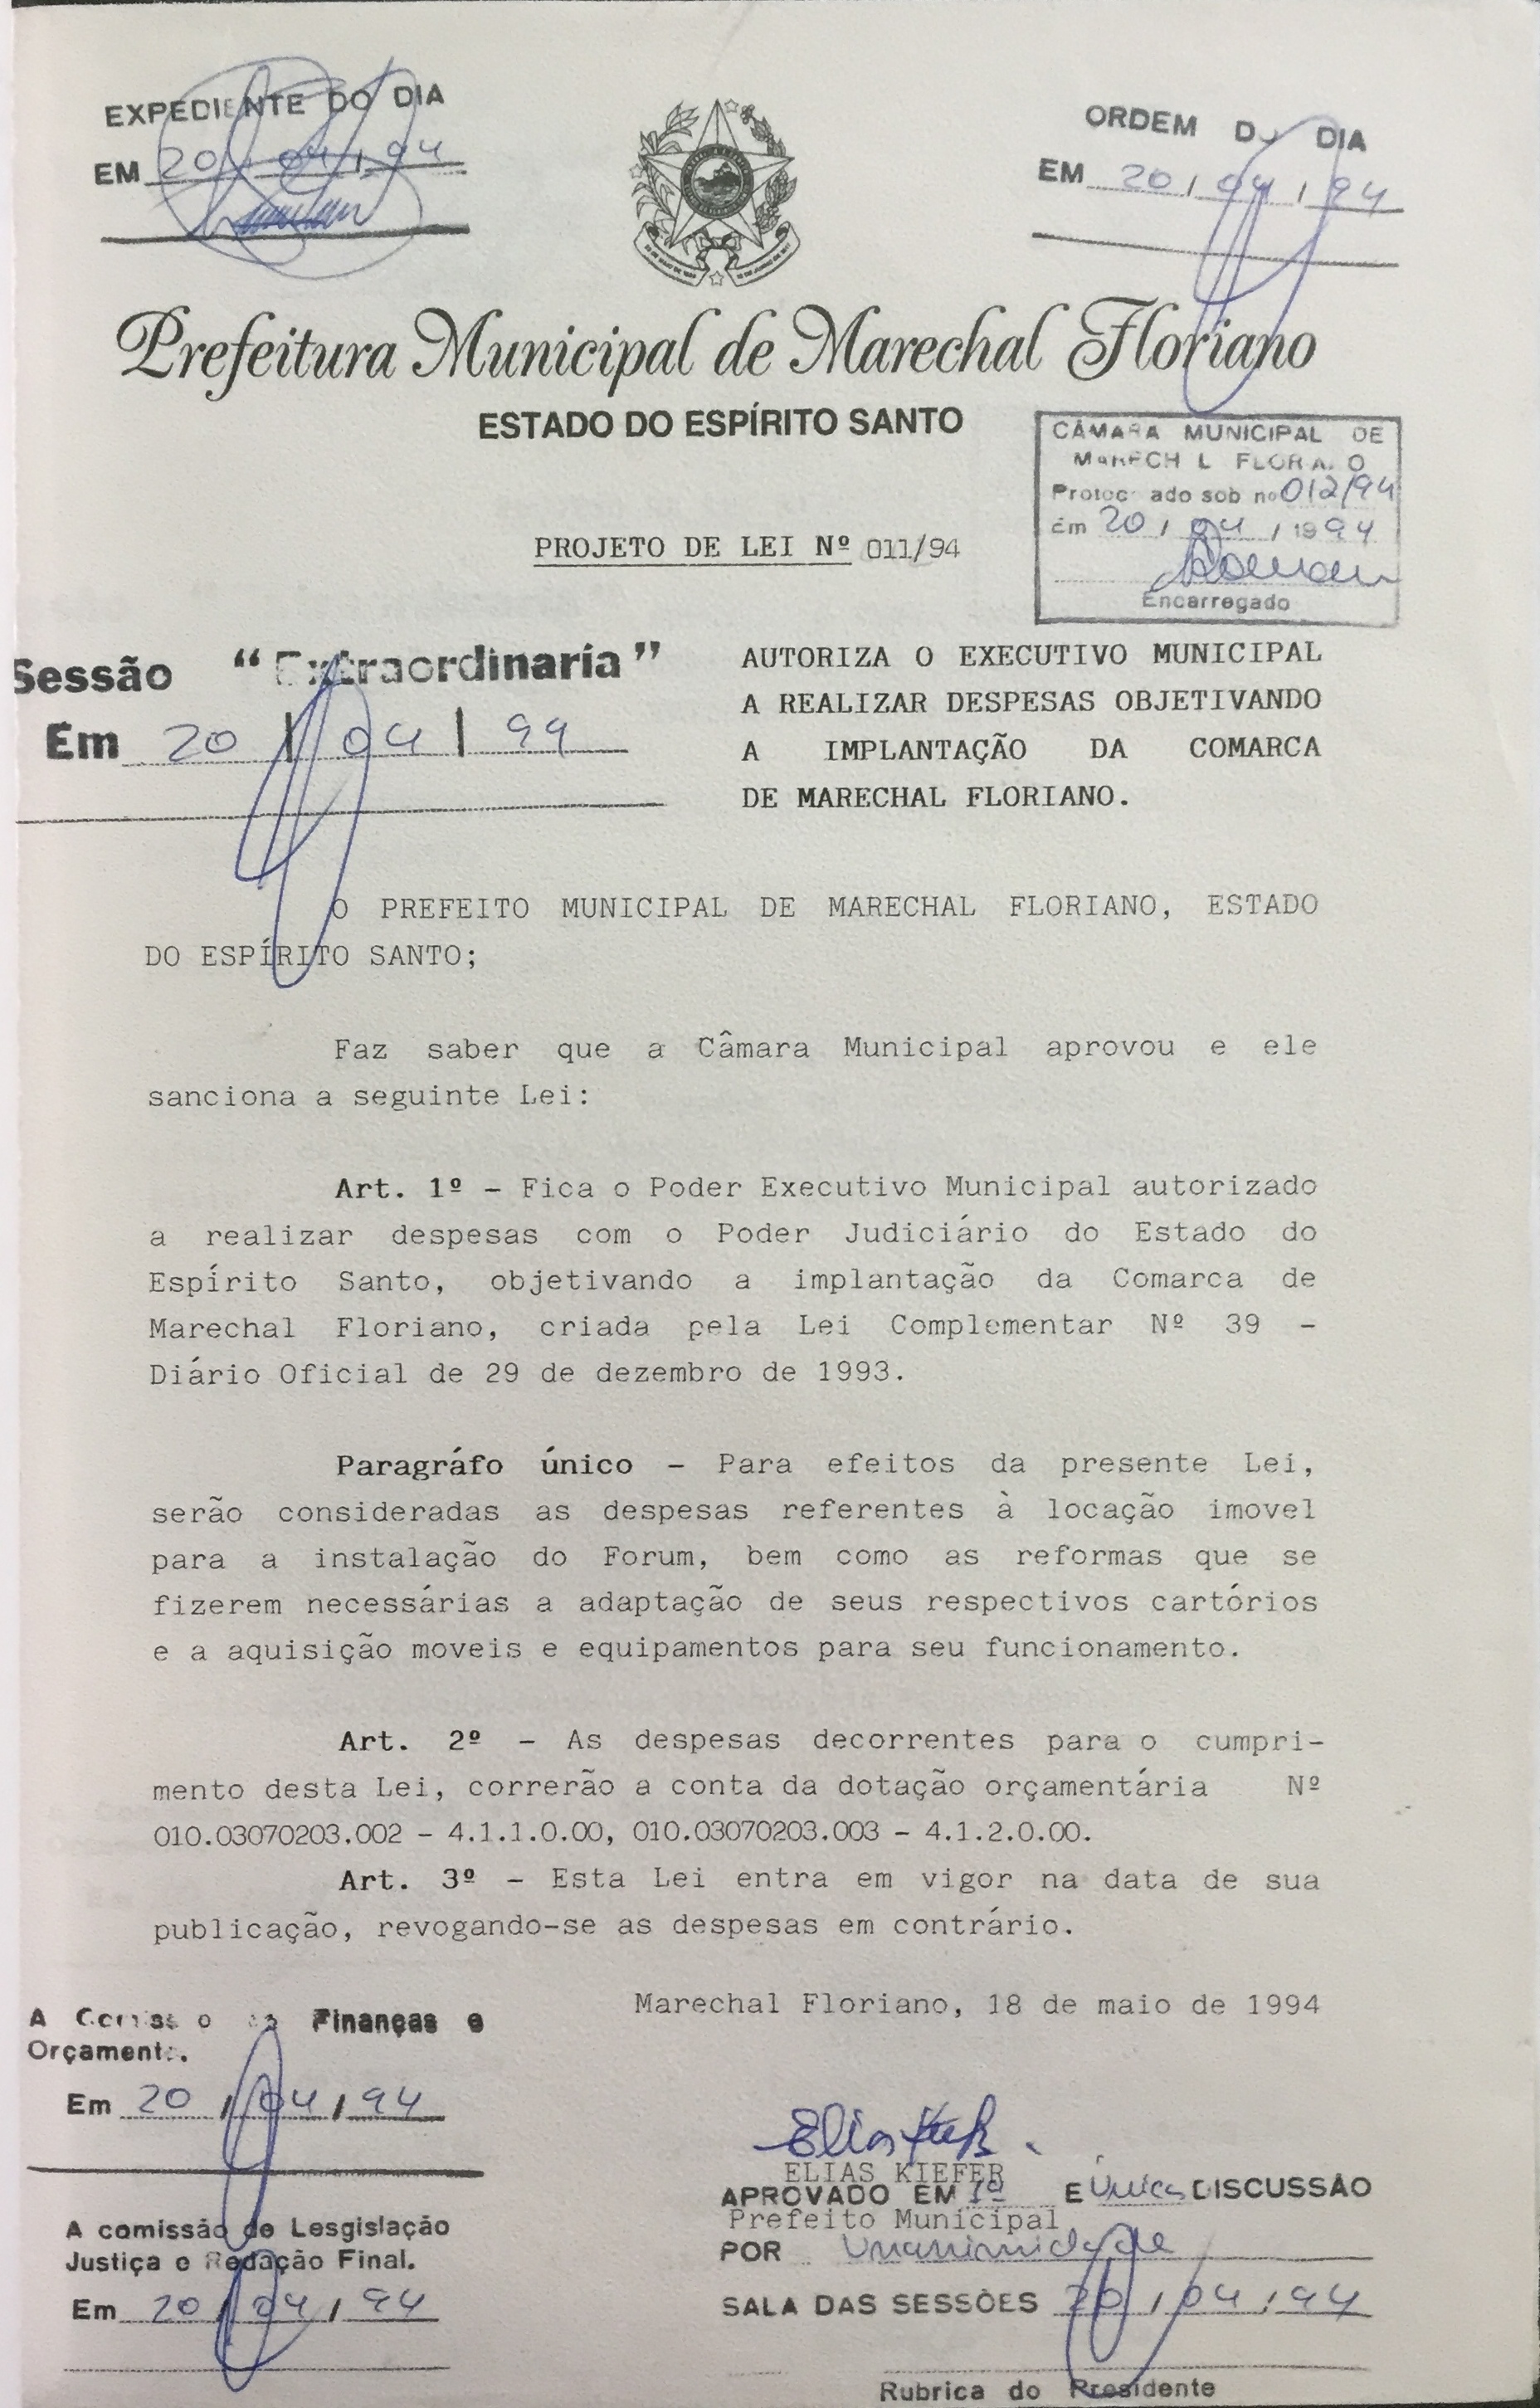 EXPEDIENTE DO DIA
EM 20 / 04 / 94
ORDEM DO DIA
EM 20 / 04 / 94
Prefeitura Municipal de Marechal Floriano
ESTADO DO ESPÍRITO SANTO
CÂMARA MUNICIPAL DE
MARECHAL FLORIANO
Protocolado sob nº 012/94
Em 20 / 04 / 1994
Encarregado
PROJETO DE LEI Nº 011/94
Sessão "Extraordinaría"
Em 20 / 04 / 94
AUTORIZA O EXECUTIVO MUNICIPAL
A REALIZAR DESPESAS OBJETIVANDO
A IMPLANTAÇÃO DA COMARCA
DE MARECHAL FLORIANO.
O PREFEITO MUNICIPAL DE MARECHAL FLORIANO, ESTADO
DO ESPÍRITO SANTO;
Faz saber que a Câmara Municipal aprovou e ele
sanciona a seguinte Lei:
Art. 1º - Fica o Poder Executivo Municipal autorizado
a realizar despesas com o Poder Judiciário do Estado do
Espírito Santo, objetivando a implantação da Comarca de
Marechal Floriano, criada pela Lei Complementar Nº 39 -
Diário Oficial de 29 de dezembro de 1993.
Paragráfo único - Para efeitos da presente Lei,
serão consideradas as despesas referentes à locação imovel
para a instalação do Forum, bem como as reformas que se
fizerem necessárias a adaptação de seus respectivos cartórios
e a aquisição moveis e equipamentos para seu funcionamento.
Art. 2º - As despesas decorrentes para o cumpri-
mento desta Lei, correrão a conta da dotação orçamentária Nº
010.03070203.002 - 4.1.1.0.00, 010.03070203.003 - 4.1.2.0.00.
Art. 3º - Esta Lei entra em vigor na data de sua
publicação, revogando-se as despesas em contrário.
Marechal Floriano, 18 de maio de 1994
A Comissão de Finanças e
Orçamento.
Em 20 / 04 / 94
Elias Kiefer
ELIAS KIEFER
APROVADO EM 1ª E Única DISCUSSÃO
Prefeito Municipal
POR Unanimidade
SALA DAS SESSÕES 20 / 04 / 94
Rubrica do Presidente
A comissão de Lesgislação
Justiça e Redação Final.
Em 20 / 04 / 94